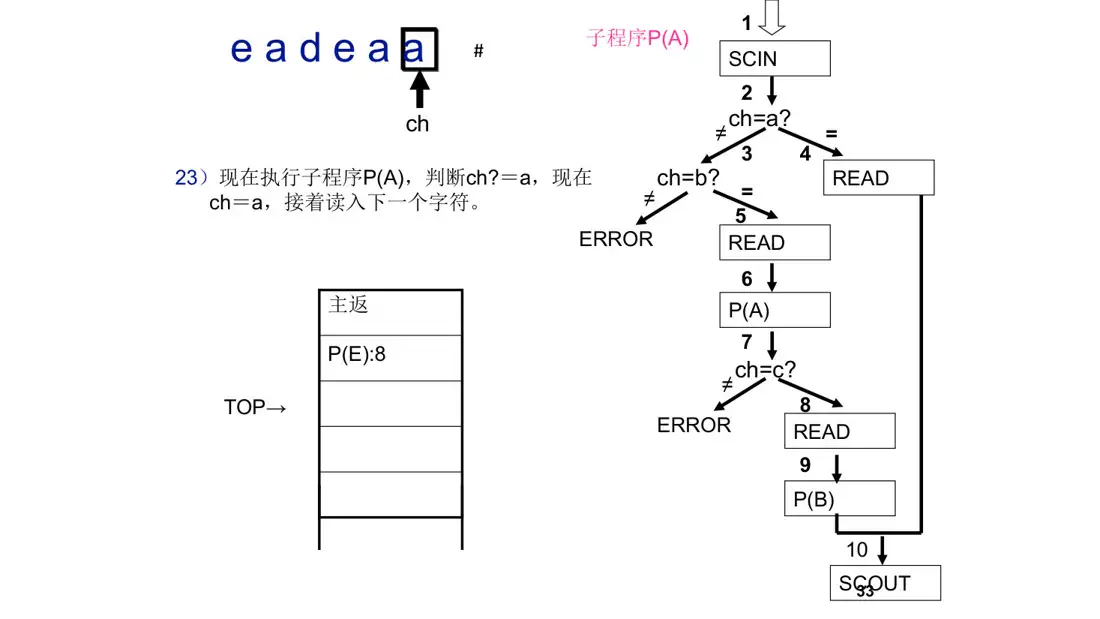 e a d e a a #
ch
23）现在执行子程序P(A)，判断ch?＝a，现在
ch＝a，接着读入下一个字符。
主返
P(E):8
TOP→
子程序P(A)
1
SCIN
2
ch=a?
≠ =
3 4
READ
ch=b?
≠ =
5
ERROR
READ
6
P(A)
7
ch=c?
≠
8
ERROR
READ
9
P(B)
10
SCOUT
33